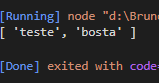 [Running] node "d:\Brun
[ 'teste', 'bosta' ]
[Done] exited with code=